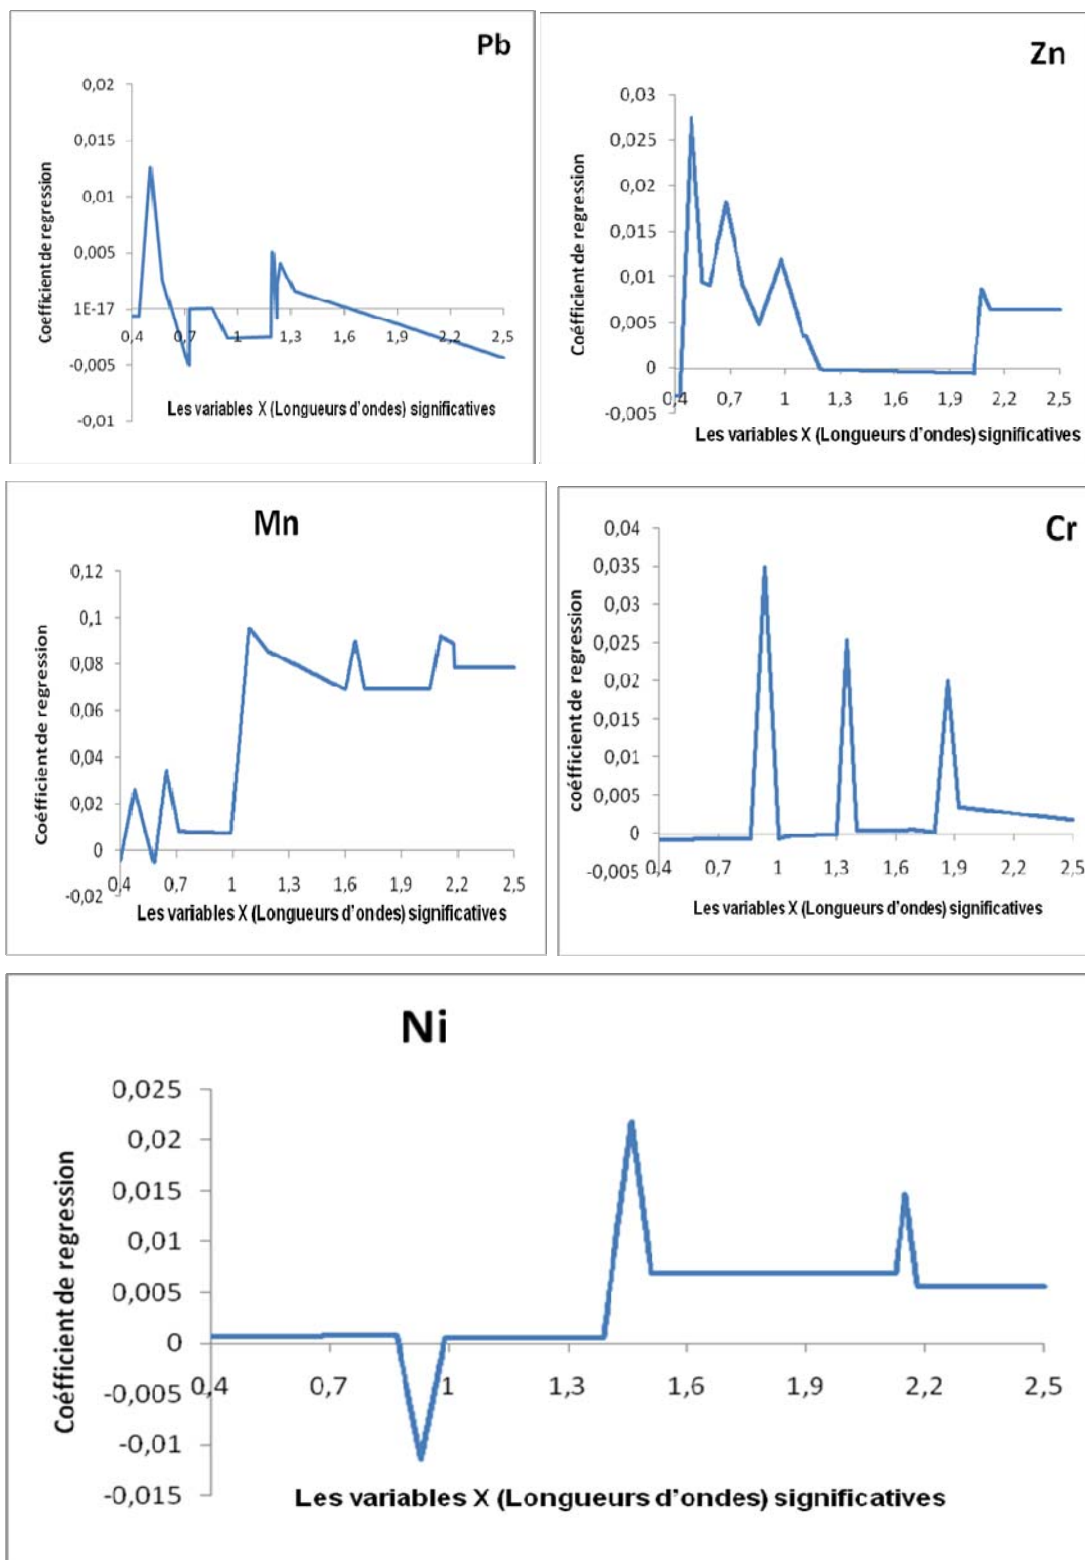 Pb
Coéfficient de regression
0,02
0,015
0,01
0,005
1E-17
-0,005
-0,01
0,4 0,7 1 1,3 1,6 1,9 2,2 2,5
Les variables X (Longueurs d'ondes) significatives
Zn
Coéfficient de regression
0,03
0,025
0,02
0,015
0,01
0,005
0
-0,005
0,4 0,7 1 1,3 1,6 1,9 2,2 2,5
Les variables X (Longueurs d'ondes) significatives
Mn
Coéfficient de regression
0,12
0,1
0,08
0,06
0,04
0,02
0
-0,02
0,4 0,7 1 1,3 1,6 1,9 2,2 2,5
Les variables X (Longueurs d'ondes) significatives
Cr
coéfficient de regression
0,04
0,035
0,03
0,025
0,02
0,015
0,01
0,005
0
-0,005
0,4 0,7 1 1,3 1,6 1,9 2,2 2,5
Les variables X (Longueurs d'ondes) significatives
Ni
Coéfficient de regression
0,025
0,02
0,015
0,01
0,005
0
-0,005
-0,01
-0,015
0,4 0,7 1 1,3 1,6 1,9 2,2 2,5
Les variables X (Longueurs d'ondes) significatives